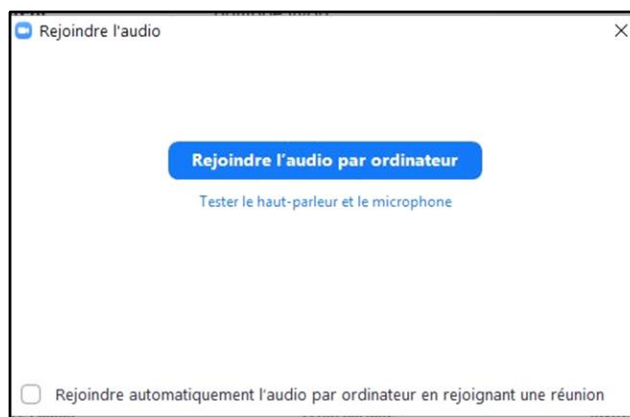 Rejoindre l'audio
Rejoindre l'audio par ordinateur
Tester le haut-parleur et le microphone
Rejoindre automatiquement l'audio par ordinateur en rejoignant une réunion